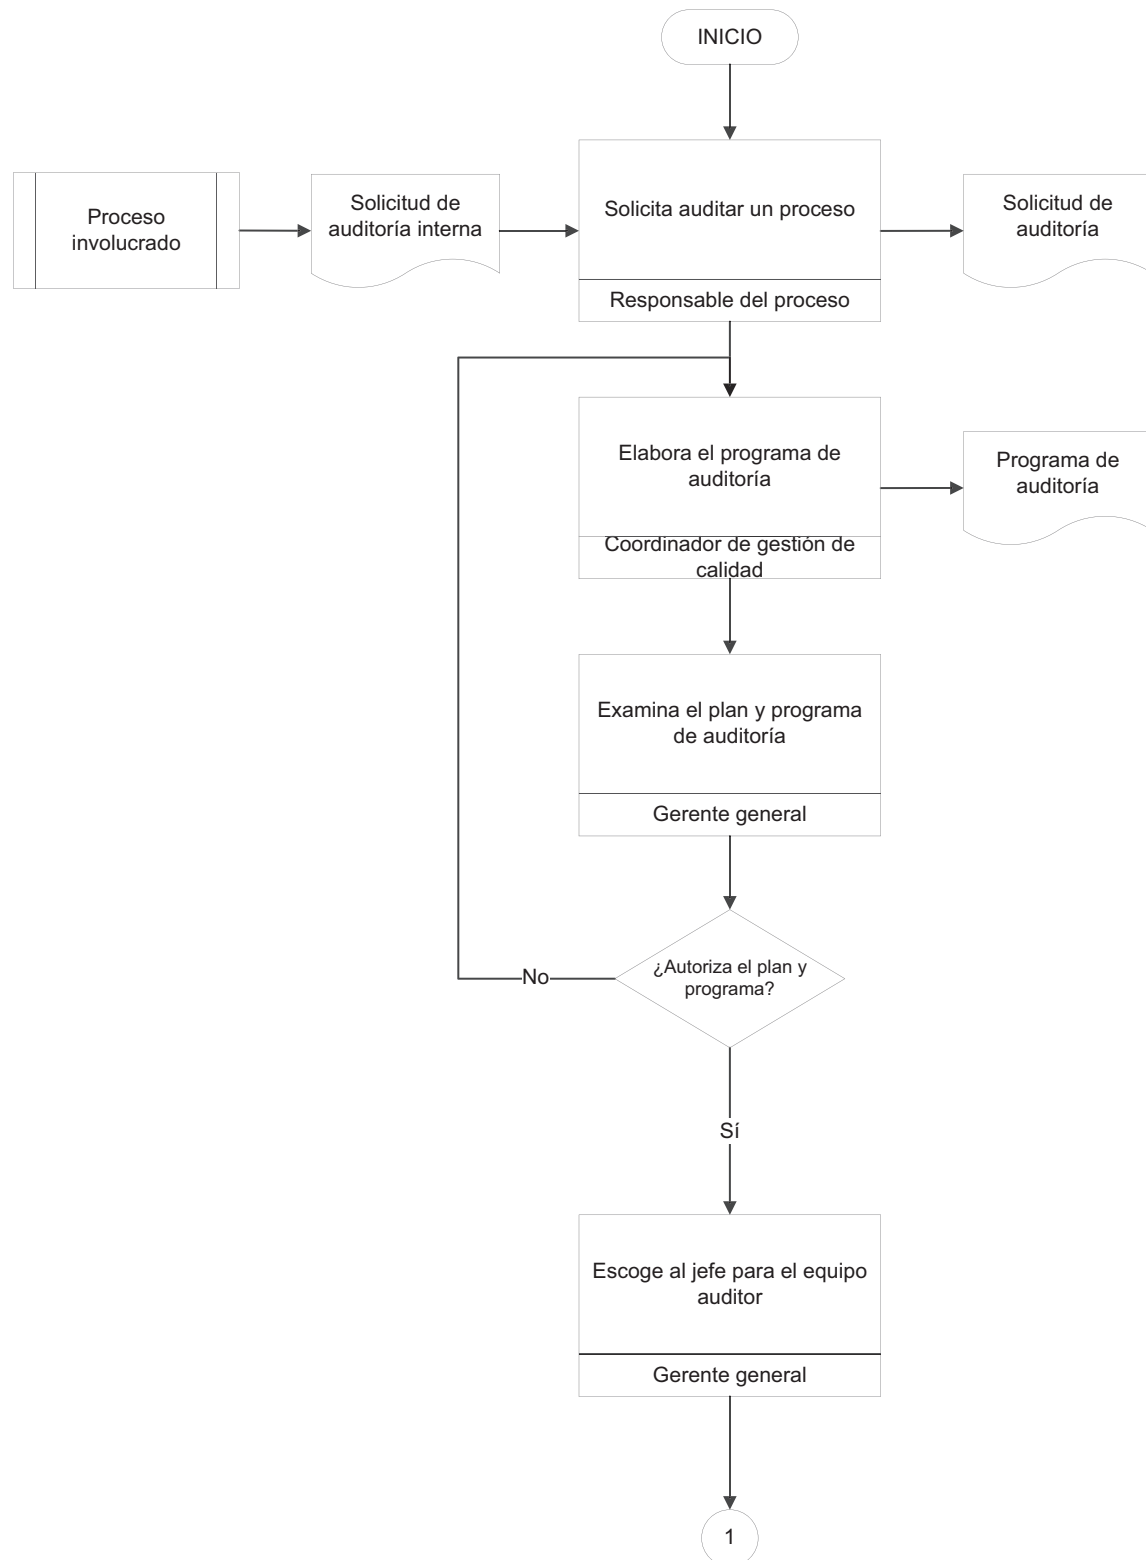 INICIO
Proceso
involucrado
Solicitud de
auditoría interna
Solicita auditar un proceso
Responsable del proceso
Solicitud de
auditoría
Elabora el programa de
auditoría
Coordinador de gestión de
calidad
Programa de
auditoría
Examina el plan y programa
de auditoría
Gerente general
¿Autoriza el plan y
programa?
No
Sí
Escoge al jefe para el equipo
auditor
Gerente general
1